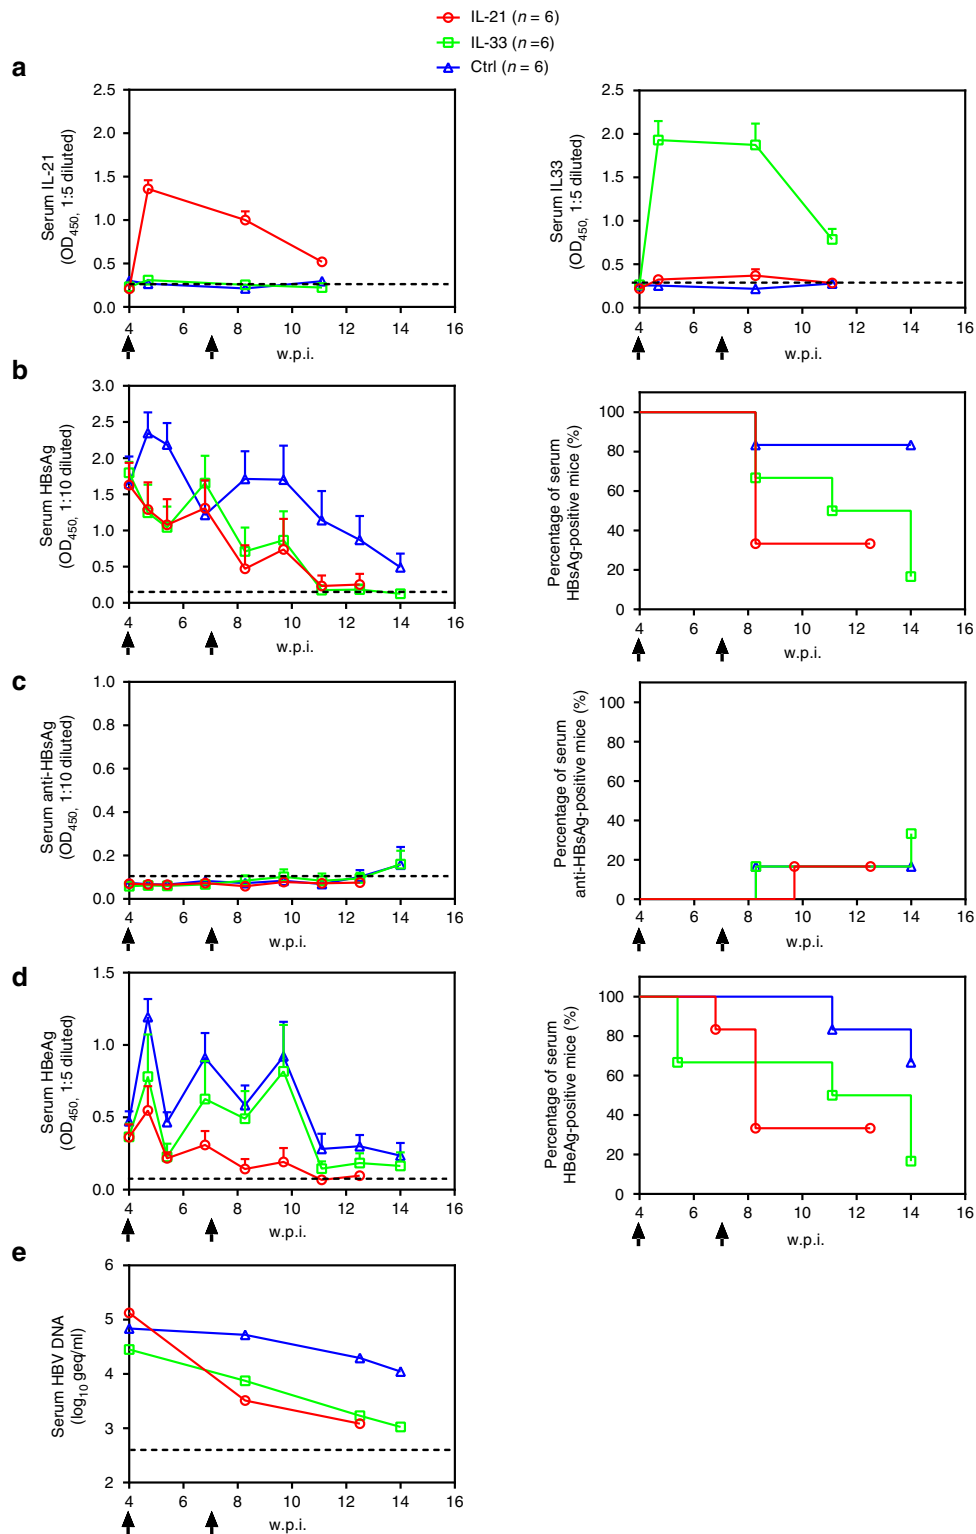 IL-21 (n = 6)
IL-33 (n =6)
Ctrl (n = 6)
a
Serum IL-21
(OD450, 1:5 diluted)
2.5
2.0
1.5
1.0
0.5
0.0
4 6 8 10 12 14 16
w.p.i.
Serum IL33
(OD450, 1:5 diluted)
2.5
2.0
1.5
1.0
0.5
0.0
4 6 8 10 12 14 16
w.p.i.
b
Serum HBsAg
(OD450, 1:10 diluted)
3.0
2.5
2.0
1.5
1.0
0.5
0.0
4 6 8 10 12 14 16
w.p.i.
Percentage of serum
HBsAg-positive mice (%)
100
80
60
40
20
0
4 6 8 10 12 14 16
w.p.i.
c
Serum anti-HBsAg
(OD450, 1:10 diluted)
1.0
0.8
0.6
0.4
0.2
0.0
4 6 8 10 12 14 16
w.p.i.
Percentage of serum
anti-HBsAg-positive mice (%)
100
80
60
40
20
0
4 6 8 10 12 14 16
w.p.i.
d
Serum HBeAg
(OD450, 1:5 diluted)
1.5
1.0
0.5
0.0
4 6 8 10 12 14 16
w.p.i.
Percentage of serum
HBeAg-positive mice (%)
100
80
60
40
20
0
4 6 8 10 12 14 16
w.p.i.
e
Serum HBV DNA
(log10 geq/ml)
6
5
4
3
2
4 6 8 10 12 14 16
w.p.i.